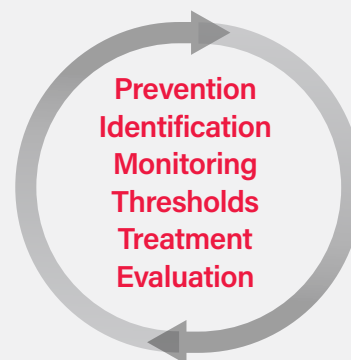 Prevention
Identification
Monitoring
Thresholds
Treatment
Evaluation